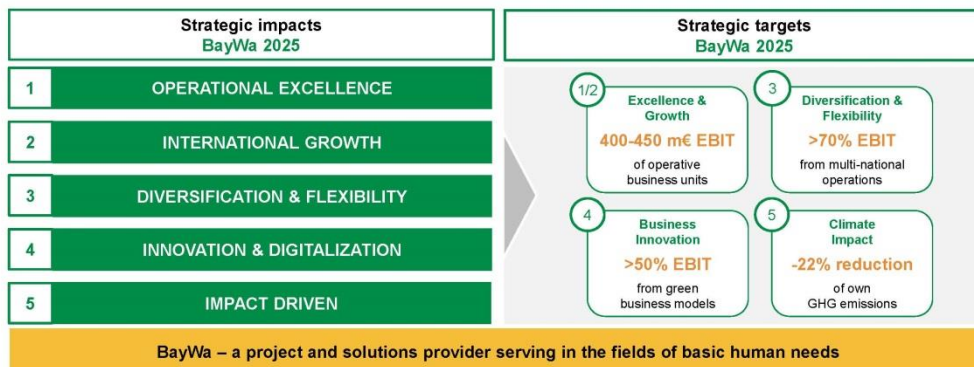 Strategic impacts
BayWa 2025
1
OPERATIONAL EXCELLENCE
2
INTERNATIONAL GROWTH
3
DIVERSIFICATION & FLEXIBILITY
4
INNOVATION & DIGITALIZATION
5
IMPACT DRIVEN
Strategic targets
BayWa 2025
1/2
Excellence &
Growth
400-450 m€ EBIT
of operative
business units
3
Diversification &
Flexibility
>70% EBIT
from multi-national
operations
4
Business
Innovation
>50% EBIT
from green
business models
5
Climate
Impact
-22% reduction
of own
GHG emissions
BayWa – a project and solutions provider serving in the fields of basic human needs